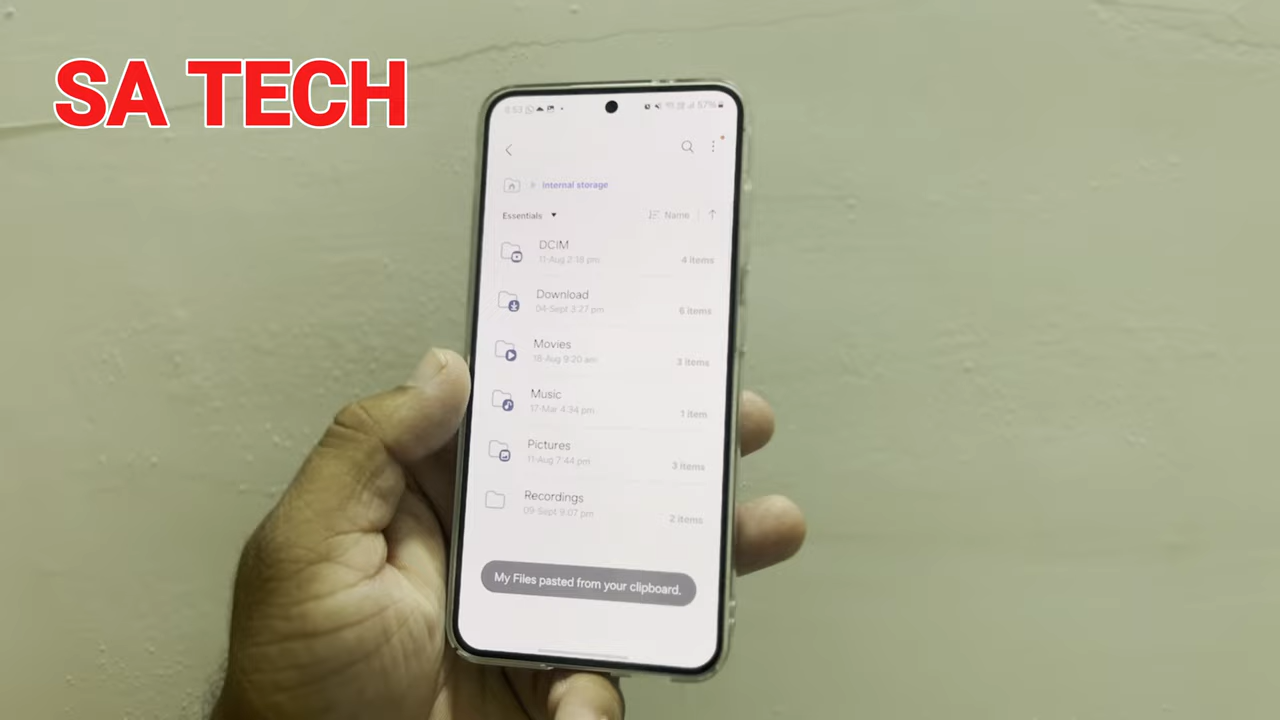 SA TECH
57%
Internal storage
Essentials
Name
DCIM
11-Aug 2:18 pm
4 items
Download
04-Sept 3:27 pm
6 items
Movies
18-Aug 9:20 am
3 items
Music
17-Mar 4:34 pm
1 item
Pictures
11-Aug 7:44 pm
3 items
Recordings
09-Sept 9:07 pm
2 items
My Files pasted from your clipboard.